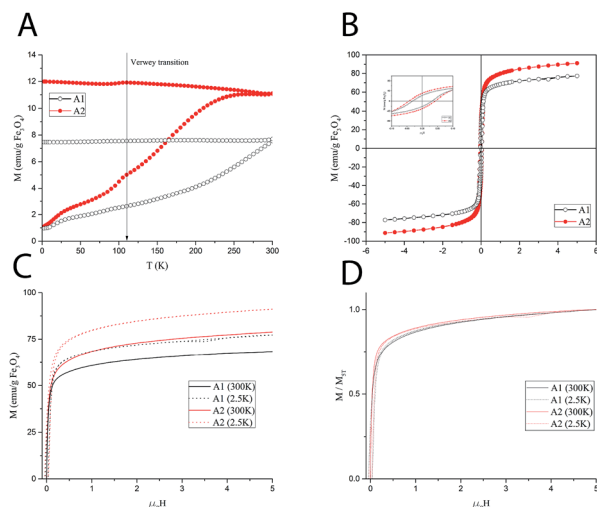 A
Verwey transition
A1
A2
M (emu/g Fe₃O₄)
14
12
10
8
6
4
2
0
0
50
100
150
200
250
300
T (K)
B
M (emu/g Fe₃O₄)
100
80
60
40
20
0
-20
-40
-60
-80
-100
-6
-4
-2
0
2
4
6
A1
A2
C
M (emu/g Fe₃O₄)
75
50
25
0
0
1
2
3
4
5
A1 (300K)
A1 (2.5K)
A2 (300K)
A2 (2.5K)
μ₀H
D
M / M₅T
1.0
0.5
0.0
0
1
2
3
4
5
A1 (300K)
A1 (2.5K)
A2 (300K)
A2 (2.5K)
μ₀H